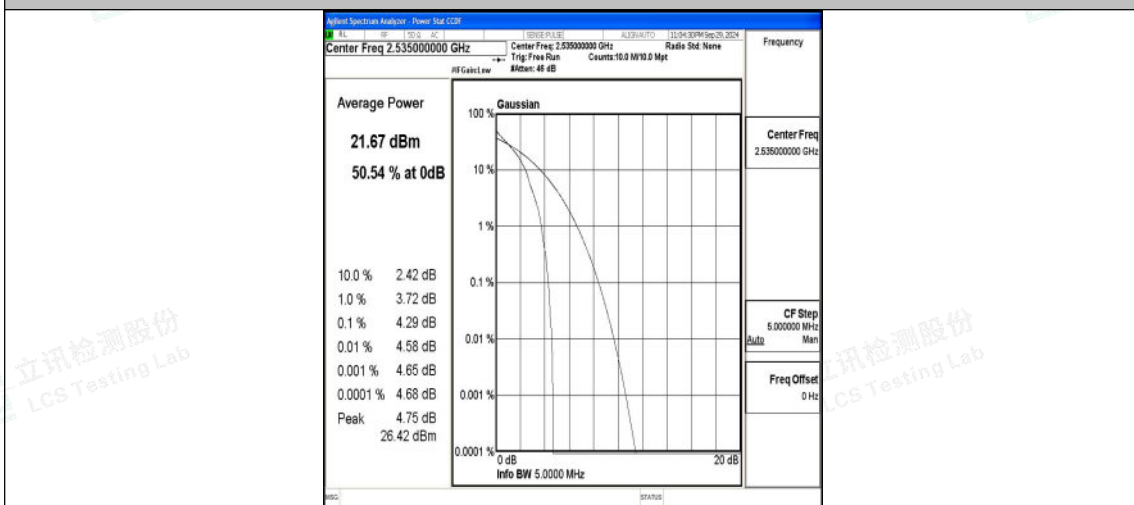 Agilent Spectrum Analyzer - Power Stat CCDF
RL RF 50 Ω AC SENSE:PULSE ALIGNAUTO 11:04:30PM Sep 29, 2024
Center Freq 2.535000000 GHz
Center Freq: 2.535000000 GHz Radio Std: None
Trig: Free Run Counts:10.0 M/10.0 Mpt
#IFGain:Low #Atten: 46 dB
Frequency
Average Power
21.67 dBm
50.54 % at 0dB
10.0 % 2.42 dB
1.0 % 3.72 dB
0.1 % 4.29 dB
0.01 % 4.58 dB
0.001 % 4.65 dB
0.0001 % 4.68 dB
Peak 4.75 dB
26.42 dBm
Gaussian
100 %
10 %
1 %
0.1 %
0.01 %
0.001 %
0.0001 %
0 dB 20 dB
Info BW 5.0000 MHz
Center Freq
2.535000000 GHz
CF Step
5.000000 MHz
Auto Man
Freq Offset
0 Hz
MSG STATUS
立讯检测股份
LCS Testing Lab
立讯检测股份
LCS Testing Lab